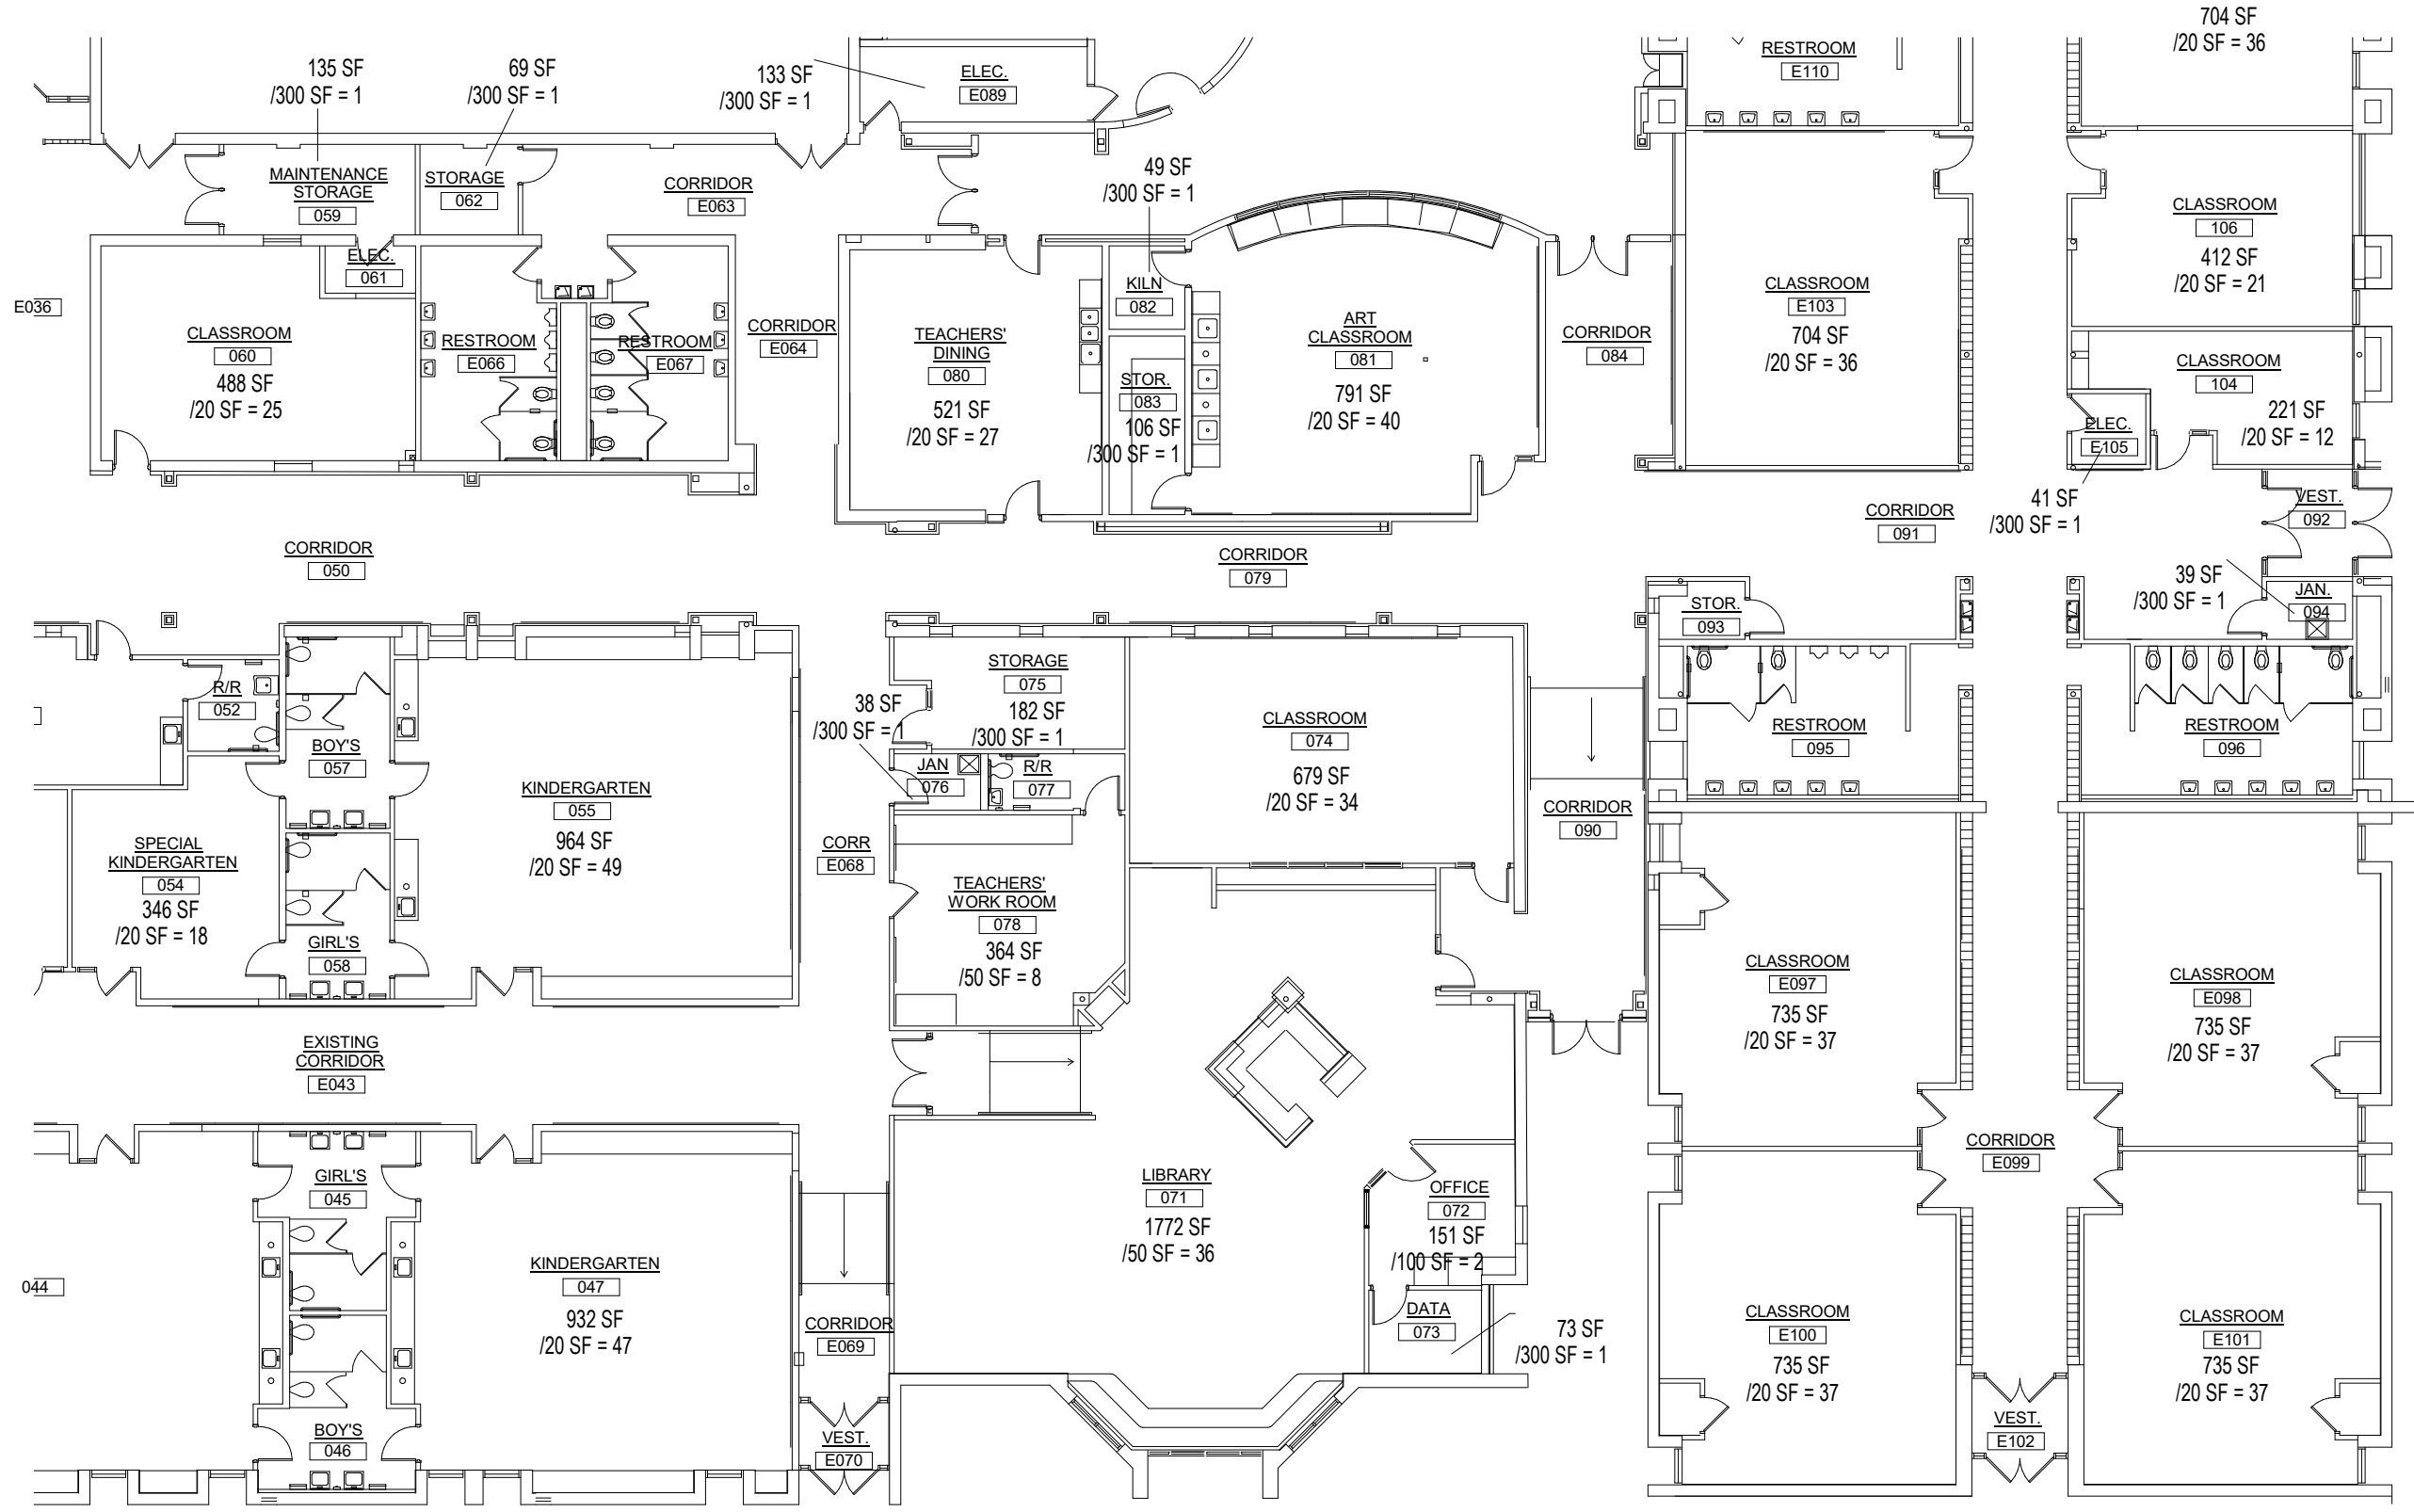 704 SF
/20 SF = 36
135 SF
/300 SF = 1
69 SF
/300 SF = 1
133 SF
/300 SF = 1
ELEC.
E089
RESTROOM
E110
MAINTENANCE
STORAGE
059
STORAGE
062
CORRIDOR
E063
49 SF
/300 SF = 1
CLASSROOM
106
412 SF
/20 SF = 21
ELEC.
061
E036
CLASSROOM
060
488 SF
/20 SF = 25
RESTROOM
E066
RESTROOM
E067
CORRIDOR
E064
TEACHERS'
DINING
080
521 SF
/20 SF = 27
KILN
082
STOR.
083
106 SF
/300 SF = 1
ART
CLASSROOM
081
791 SF
/20 SF = 40
CORRIDOR
084
CLASSROOM
E103
704 SF
/20 SF = 36
CLASSROOM
104
221 SF
/20 SF = 12
ELEC.
E105
41 SF
/300 SF = 1
VEST.
092
CORRIDOR
091
CORRIDOR
050
CORRIDOR
079
39 SF
/300 SF = 1
JAN.
094
STOR.
093
R/R
052
BOY'S
057
KINDERGARTEN
055
964 SF
/20 SF = 49
38 SF
/300 SF = 1
STORAGE
075
182 SF
/300 SF = 1
JAN
076
R/R
077
CLASSROOM
074
679 SF
/20 SF = 34
CORRIDOR
090
RESTROOM
095
RESTROOM
096
SPECIAL
KINDERGARTEN
054
346 SF
/20 SF = 18
GIRL'S
058
CORR
E068
TEACHERS'
WORK ROOM
078
364 SF
/50 SF = 8
CLASSROOM
E097
735 SF
/20 SF = 37
CLASSROOM
E098
735 SF
/20 SF = 37
EXISTING
CORRIDOR
E043
CORRIDOR
E099
GIRL'S
045
LIBRARY
071
1772 SF
/50 SF = 36
OFFICE
072
151 SF
/100 SF = 2
044
KINDERGARTEN
047
932 SF
/20 SF = 47
CORRIDOR
E069
DATA
073
73 SF
/300 SF = 1
CLASSROOM
E100
735 SF
/20 SF = 37
CLASSROOM
E101
735 SF
/20 SF = 37
BOY'S
046
VEST.
E070
VEST.
E102